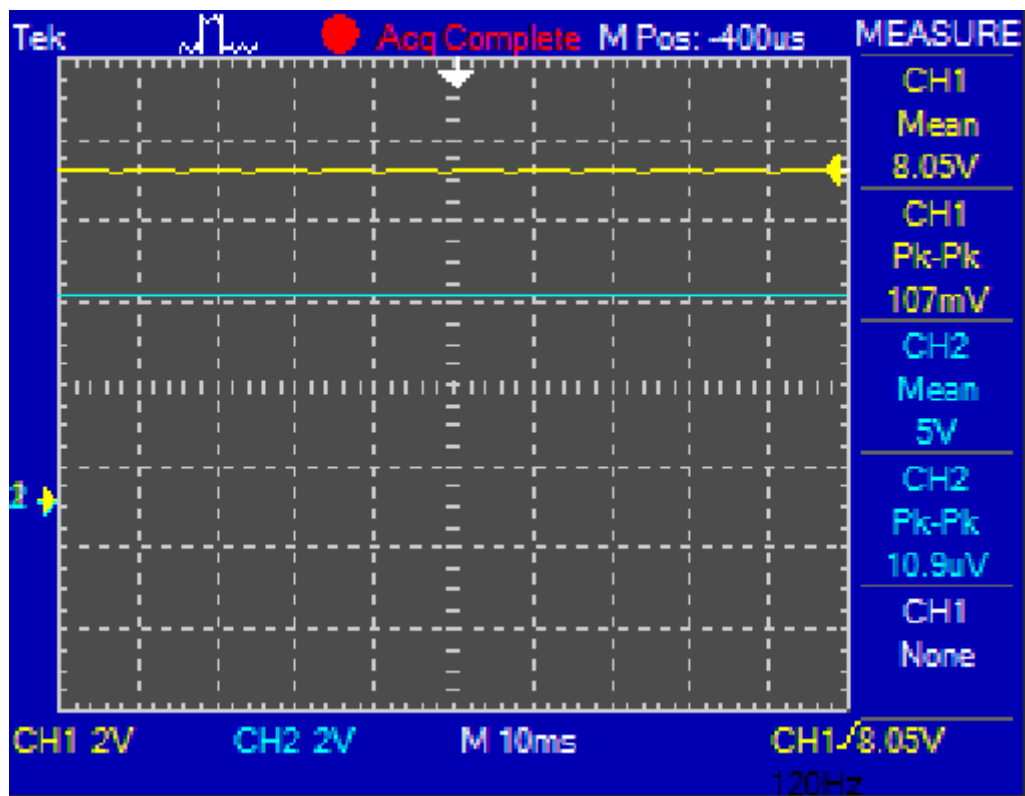 Tek Acq Complete M Pos: -400us MEASURE
CH1
Mean
8.05V
CH1
Pk-Pk
107mV
CH2
Mean
5V
2
CH2
Pk-Pk
10.9uV
CH1
None
CH1 2V CH2 2V M 10ms CH1 8.05V
120Hz